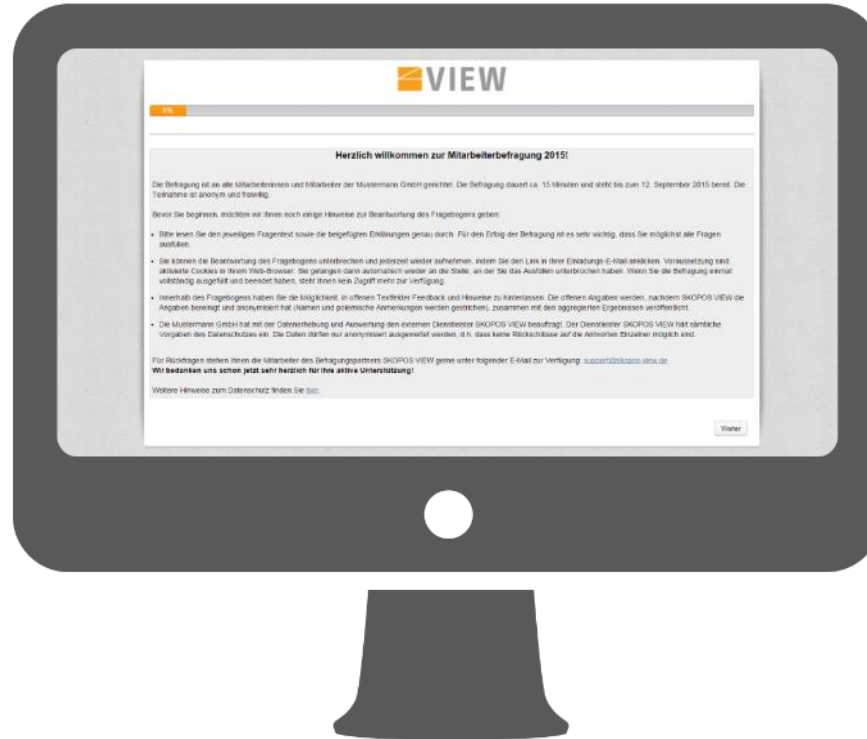 VIEW
Herzlich willkommen zur Mitarbeiterbefragung 2015!
Die Befragung ist an alle Mitarbeiterinnen und Mitarbeiter der Mustermann GmbH gerichtet. Die Befragung dauert ca. 15 Minuten und steht bis zum 12. September 2015 bereit. Die
Teilnahme ist anonym und freiwillig.
Bevor Sie beginnen, möchten wir Ihnen noch einige Hinweise zur Beantwortung des Fragebogens geben:
• Bitte lesen Sie den jeweiligen Fragentext sowie die beigefügten Erklärungen genau durch. Für den Erfolg der Befragung ist es sehr wichtig, dass Sie möglichst alle Fragen
ausfüllen.
• Sie können die Beantwortung des Fragebogens unterbrechen und jederzeit wieder aufnehmen, indem Sie den Link in Ihrer Einladungs-E-Mail anklicken. Voraussetzung sind
aktivierte Cookies in Ihrem Web-Browser. Sie gelangen dann automatisch wieder an die Stelle, an der Sie das Ausfüllen unterbrochen haben. Wenn Sie die Befragung einmal
vollständig ausgefüllt und beendet haben, steht Ihnen kein Zugriff mehr zur Verfügung.
• Innerhalb des Fragebogens haben Sie die Möglichkeit, in offenen Textfelder Feedback und Hinweise zu hinterlassen. Die offenen Angaben werden, nachdem SKOPOS VIEW die
Angaben bereinigt und anonymisiert hat (Namen und polemische Anmerkungen werden gestrichen), zusammen mit den aggregierten Ergebnissen veröffentlicht.
• Die Mustermann GmbH hat mit der Datenerhebung und Auswertung den externen Dienstleister SKOPOS VIEW beauftragt. Der Dienstleister SKOPOS VIEW hält sämtliche
Vorgaben des Datenschutzes ein. Die Daten dürfen nur anonymisiert ausgewertet werden, d.h. dass keine Rückschlüsse auf die Antworten Einzelner möglich sind.
Für Rückfragen stehen Ihnen die Mitarbeiter des Befragungspartners SKOPOS VIEW gerne unter folgender E-Mail zur Verfügung: support@skopos-view.de
Wir bedanken uns schon jetzt sehr herzlich für Ihre aktive Unterstützung!
Weitere Hinweise zum Datenschutz finden Sie hier.
Weiter